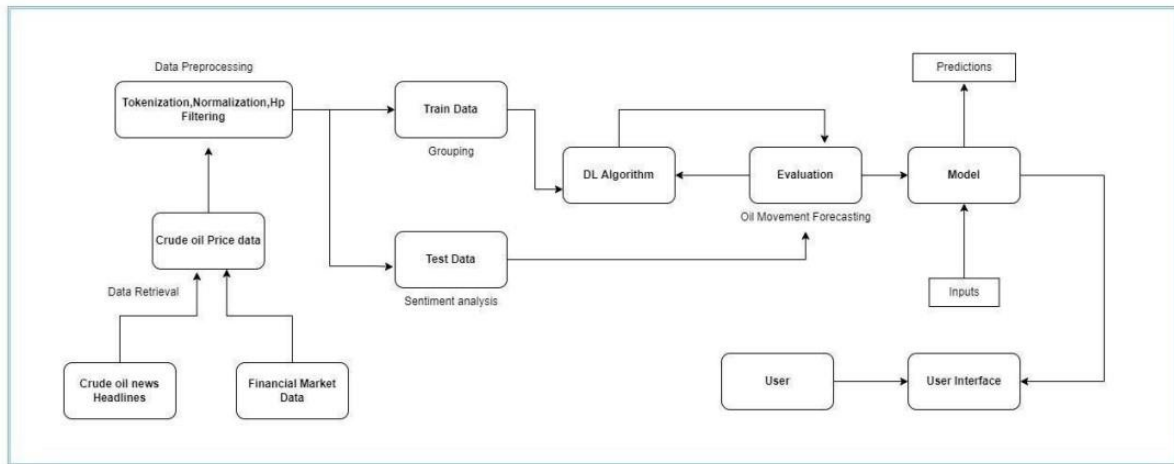 Data Preprocessing
Tokenization,Normalization,Hp
Filtering
Train Data
Grouping
Predictions
DL Algorithm
Evaluation
Model
Oil Movement Forecasting
Crude oil Price data
Test Data
Sentiment analysis
Data Retrieval
Inputs
Crude oil news
Headlines
Financial Market
Data
User
User Interface